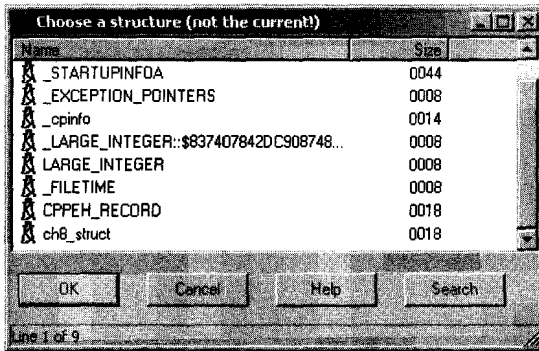 Choose a structure (not the current!)
Name Size
_STARTUPINFOA 0044
_EXCEPTION_POINTERS 0008
_cpinfo 0014
_LARGE_INTEGER::$837407842DC908748... 0008
LARGE_INTEGER 0008
_FILETIME 0008
CPPEH_RECORD 0018
ch8_struct 0018
OK Cancel Help Search
Line 1 of 9